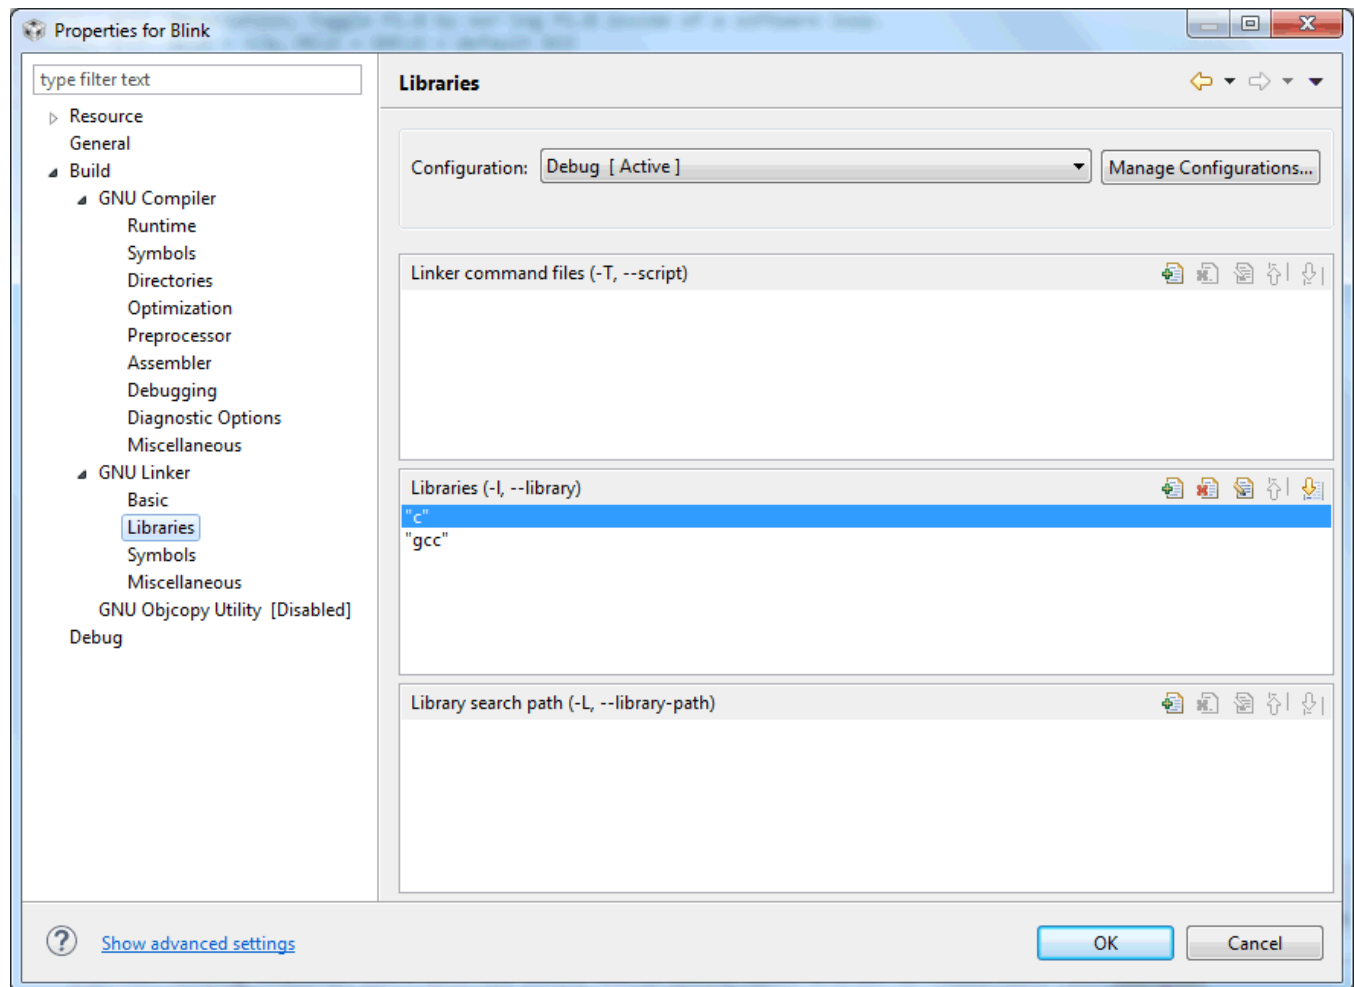 Properties for Blink
type filter text
Resource
General
Build
GNU Compiler
Runtime
Symbols
Directories
Optimization
Preprocessor
Assembler
Debugging
Diagnostic Options
Miscellaneous
GNU Linker
Basic
Libraries
Symbols
Miscellaneous
GNU Objcopy Utility [Disabled]
Debug
Libraries
Configuration: Debug [ Active ] Manage Configurations...
Linker command files (-T, --script)
Libraries (-l, --library)
"c"
"gcc"
Library search path (-L, --library-path)
? Show advanced settings
OK Cancel